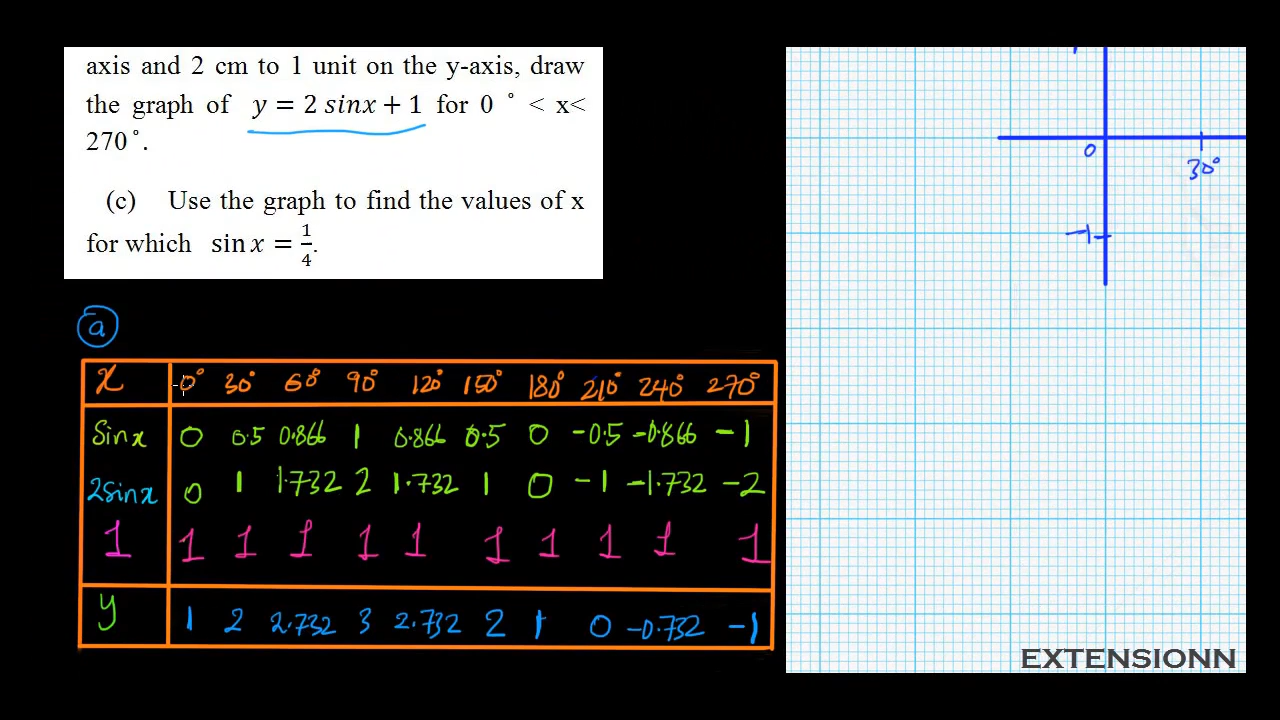 axis and 2 cm to 1 unit on the y-axis, draw
the graph of y = 2 sinx + 1 for 0 ° < x<
270°.
(c) Use the graph to find the values of x
for which sin x = 1/4.
a
x 0° 30° 60° 90° 120° 150° 180° 210° 240° 270°
Sinx 0 0.5 0.866 1 0.866 0.5 0 -0.5 -0.866 -1
2Sinx 0 1 1.732 2 1.732 1 0 -1 -1.732 -2
1 1 1 1 1 1 1 1 1 1 1
y 1 2 2.732 3 2.732 2 1 0 -0.732 -1
0
30°
-1
EXTENSIONN